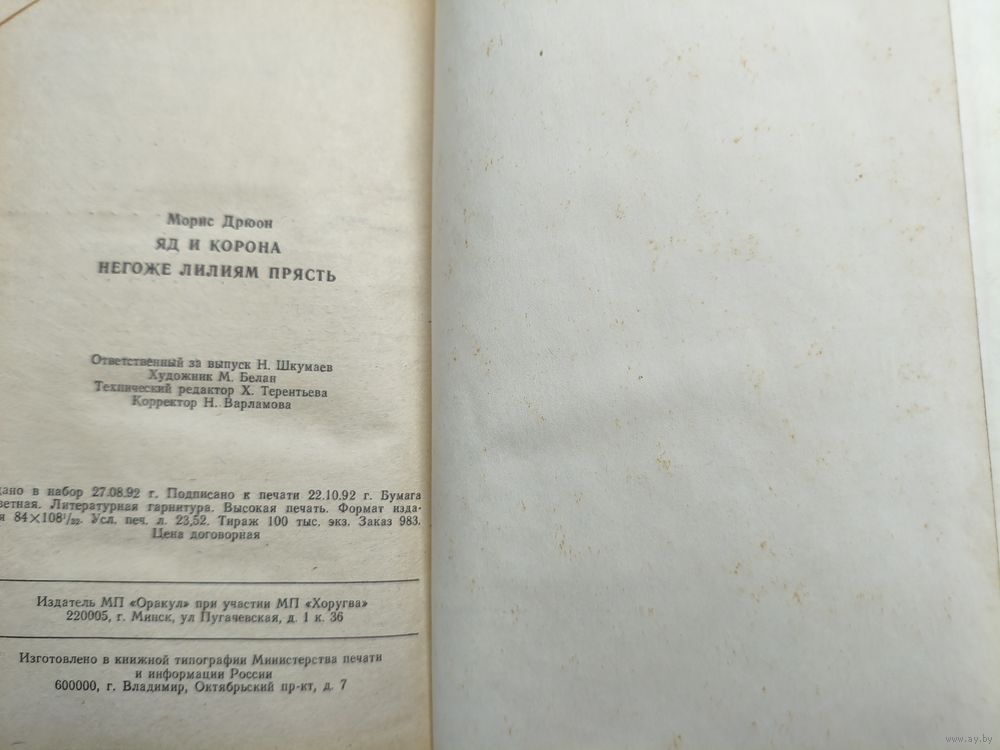 Морис Дрюон
ЯД И КОРОНА
НЕГОЖЕ ЛИЛИЯМ ПРЯСТЬ
Ответственный за выпуск Н. Шкумаев
Художник М. Белан
Технический редактор Х. Терентьева
Корректор Н. Варламова
дано в набор 27.08.92 г. Подписано к печати 22.10.92 г. Бумага
зетная. Литературная гарнитура. Высокая печать. Формат изда-
я 84×108¹/₃₂. Усл. печ. л. 23,52. Тираж 100 тыс. экз. Заказ 983.
Цена договорная
Издатель МП «Оракул» при участии МП «Хоругва»
220005, г. Минск, ул Пугачевская, д. 1 к. 36
Изготовлено в книжной типографии Министерства печати
и информации России
600000, г. Владимир, Октябрьский пр-кт, д. 7
www.ay.by